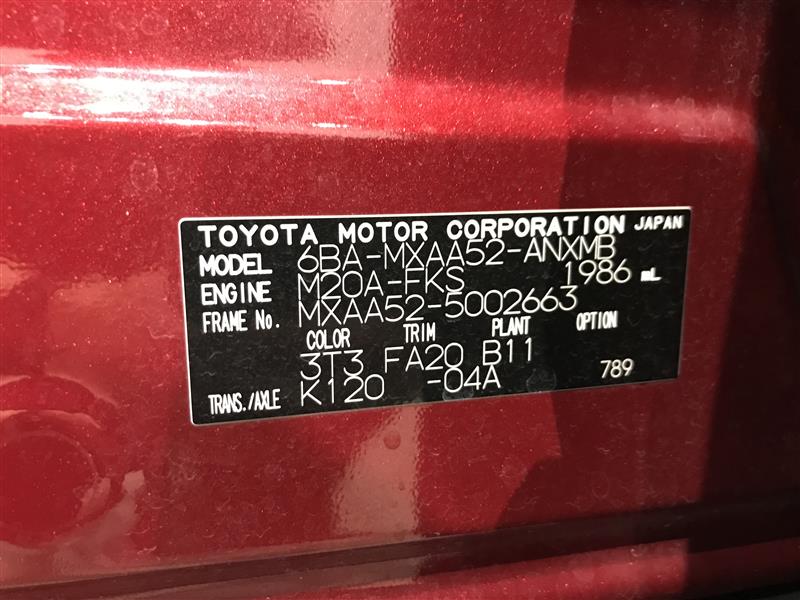 TOYOTA MOTOR CORPORATION JAPAN
MODEL 6BA-MXAA52-ANXMB
ENGINE M20A-FKS 1986 mL
FRAME No. MXAA52-5002663
COLOR TRIM PLANT OPTION
3T3 FA20 B11
TRANS./AXLE K120 -04A 789